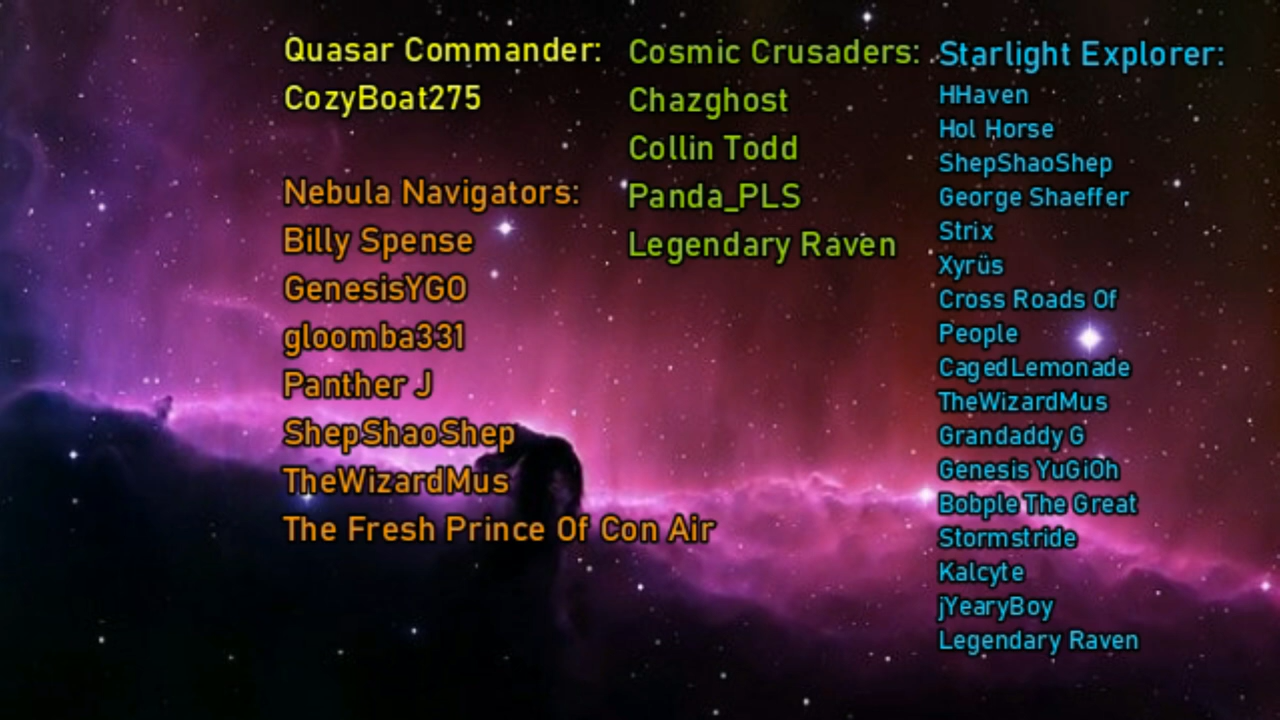 Quasar Commander:
CozyBoat275
Nebula Navigators:
Billy Spense
GenesisYGO
gloomba331
Panther J
ShepShaoShep
TheWizardMus
The Fresh Prince Of Con Air
Cosmic Crusaders:
Chazghost
Collin Todd
Panda_PLS
Legendary Raven
Starlight Explorer:
HHaven
Hol Horse
ShepShaoShep
George Shaeffer
Strix
Xyrüs
Cross Roads Of
People
CagedLemonade
TheWizardMus
Grandaddy G
Genesis YuGiOh
Bobple The Great
Stormstride
Kalcyte
jYearyBoy
Legendary Raven